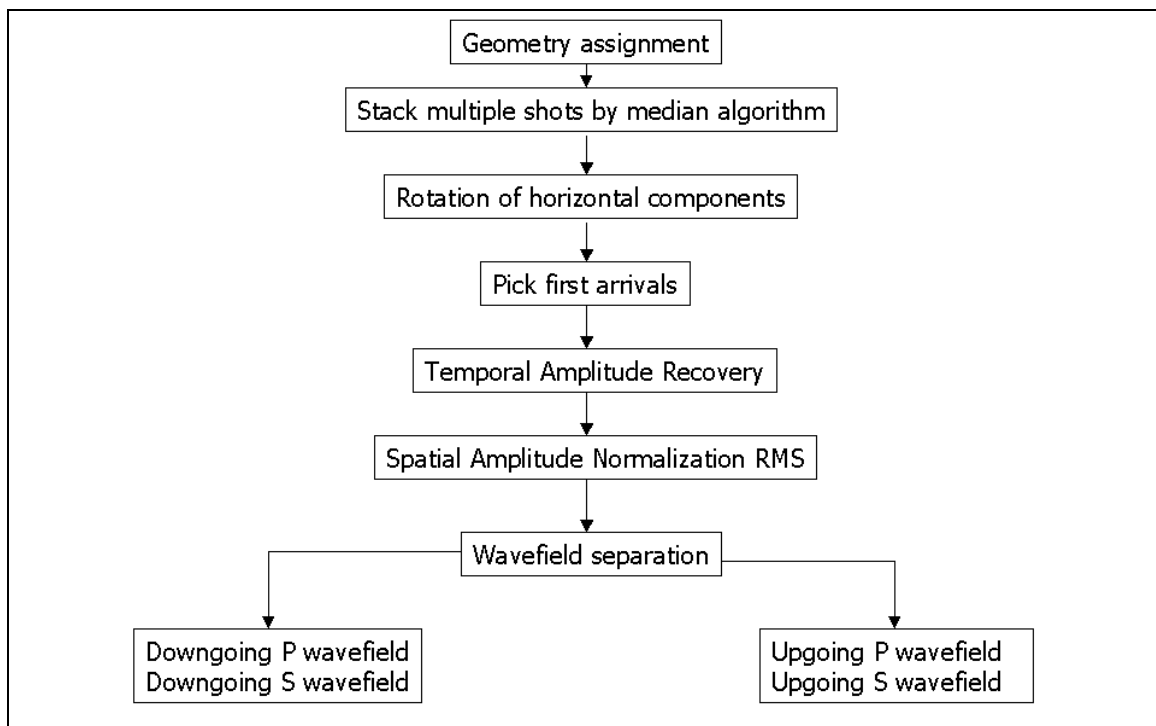 Geometry assignment
Stack multiple shots by median algorithm
Rotation of horizontal components
Pick first arrivals
Temporal Amplitude Recovery
Spatial Amplitude Normalization RMS
Wavefield separation
Downgoing P wavefield
Downgoing S wavefield
Upgoing P wavefield
Upgoing S wavefield